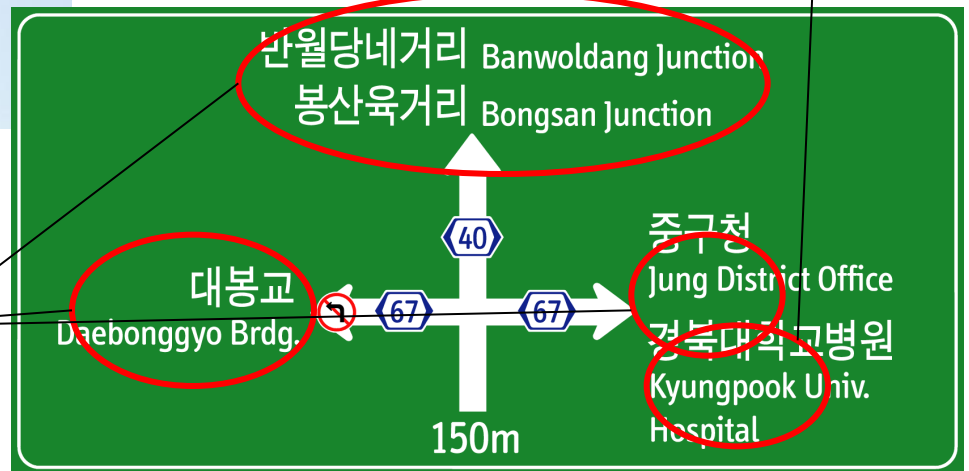 반월당네거리 Banwoldang Junction
봉산육거리 Bongsan Junction
40
중구청
Jung District Office
대봉교
Daebonggyo Brdg.
67
67
경북대학교병원
Kyungpook Univ.
Hospital
150m